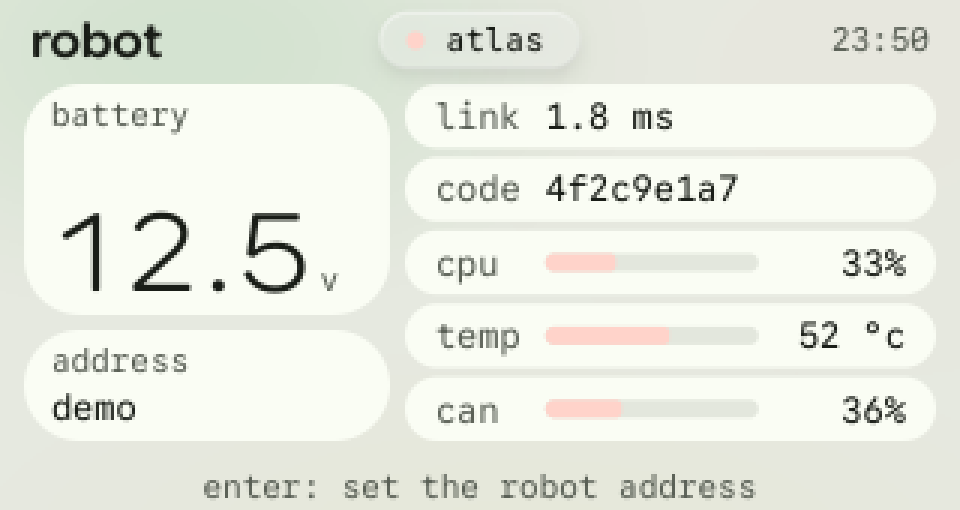 robot
atlas
23:50
battery
12.5 v
address
demo
link 1.8 ms
code 4f2c9e1a7
cpu 33%
temp 52 °c
can 36%
enter: set the robot address